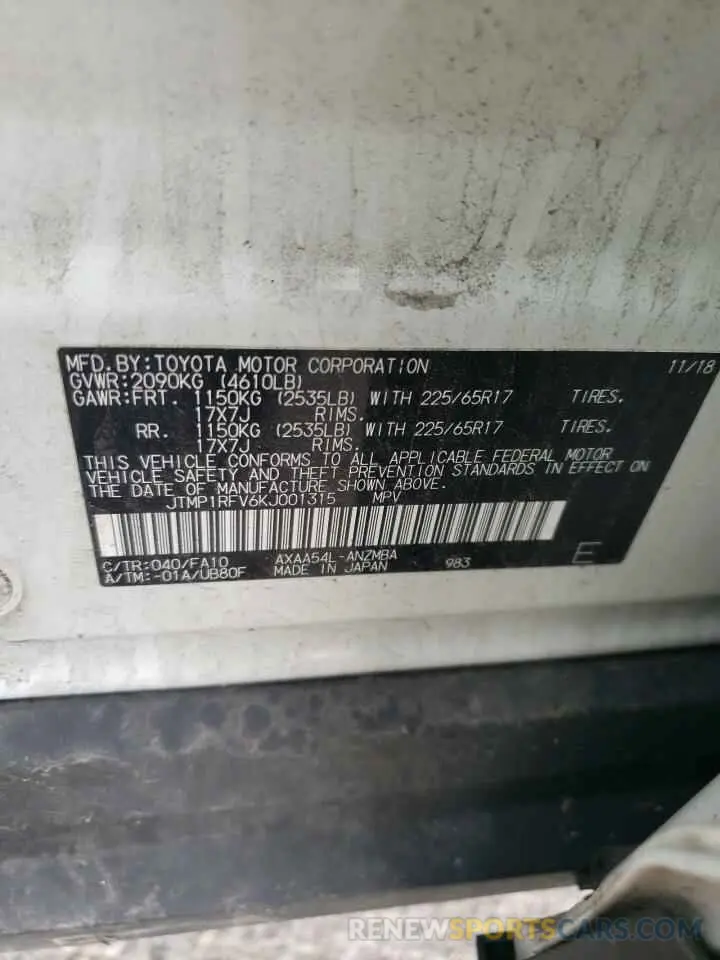 MFD.BY:TOYOTA MOTOR CORPORATION 11/18
GVWR:2090KG (4610LB)
GAWR:FRT. 1150KG (2535LB) WITH 225/65R17 TIRES.
17X7J RIMS.
RR. 1150KG (2535LB) WITH 225/65R17 TIRES.
17X7J RIMS.
THIS VEHICLE CONFORMS TO ALL APPLICABLE FEDERAL MOTOR
VEHICLE SAFETY AND THEFT PREVENTION STANDARDS IN EFFECT ON
THE DATE OF MANUFACTURE SHOWN ABOVE.
JTMP1RFV6KJ001315 MPV
C/TR:040/FA10 AXAA54L-ANZMBA 983 E
A/TM:-01A/UB80F MADE IN JAPAN
RENEWSPORTSCARS.COM